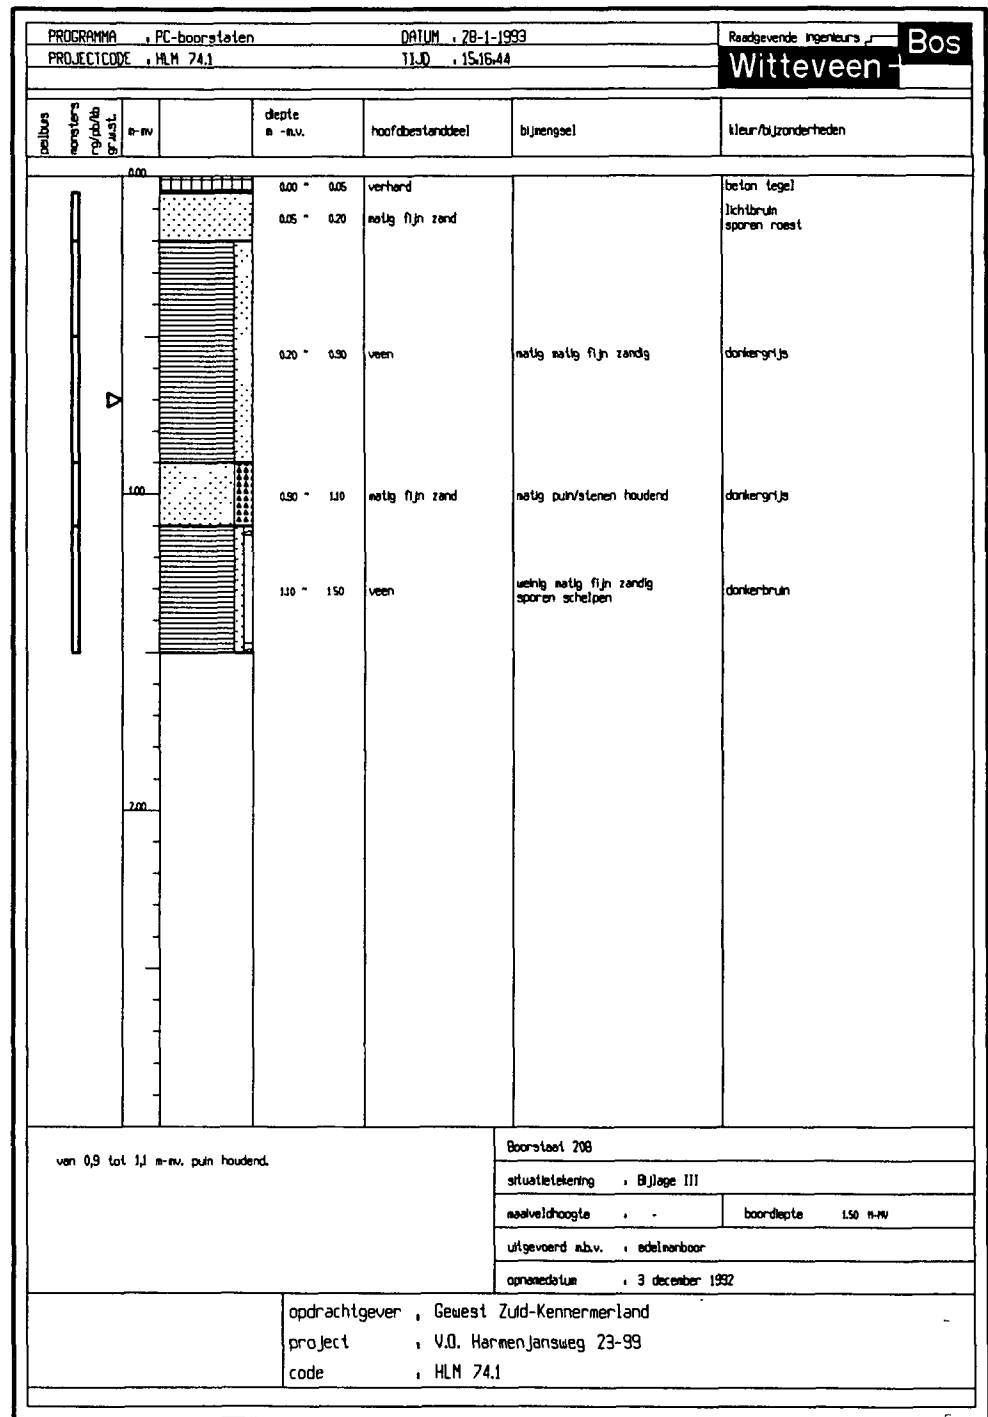 PROGRAMMA : PC-boorstaten DATUM : 28-1-1993
PROJECTCODE : HLM 74.1 TIJD : 15:16:44
Raadgevende Ingenieurs
Witteveen+
Bos
peilbuis
monsters
rg/pb/kb
gr.w.st.
m-mv
diepte
m -m.v.
hoofdbestanddeel
bijmengsel
kleur/bijzonderheden
0.00
0.00 - 0.05 verhard beton tegel
0.05 - 0.20 matig fijn zand lichtbruin
sporen roest
0.20 - 0.90 veen matig matig fijn zandig donkergrijs
1.00
0.90 - 1.10 matig fijn zand matig puin/stenen houdend donkergrijs
1.10 - 1.50 veen weinig matig fijn zandig donkerbruin
sporen schelpen
2.00
van 0,9 tot 1,1 m-mv. puin houdend.
Boorstaat 208
situatietekening : Bijlage III
maaiveldhoogte : - boordiepte 1.50 M-MV
uitgevoerd m.b.v. : edelmanboor
opnamedatum : 3 december 1992
opdrachtgever : Gewest Zuid-Kennermerland
project : V.O. Harmenjansweg 23-99
code : HLM 74.1